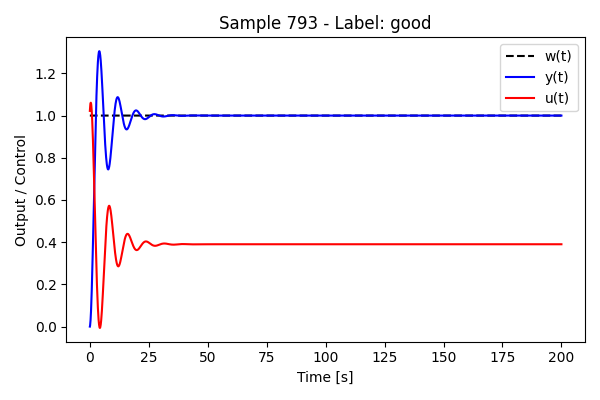 Sample 793 - Label: good
w(t)
y(t)
u(t)
Output / Control
1.2
1.0
0.8
0.6
0.4
0.2
0.0
0 25 50 75 100 125 150 175 200
Time [s]